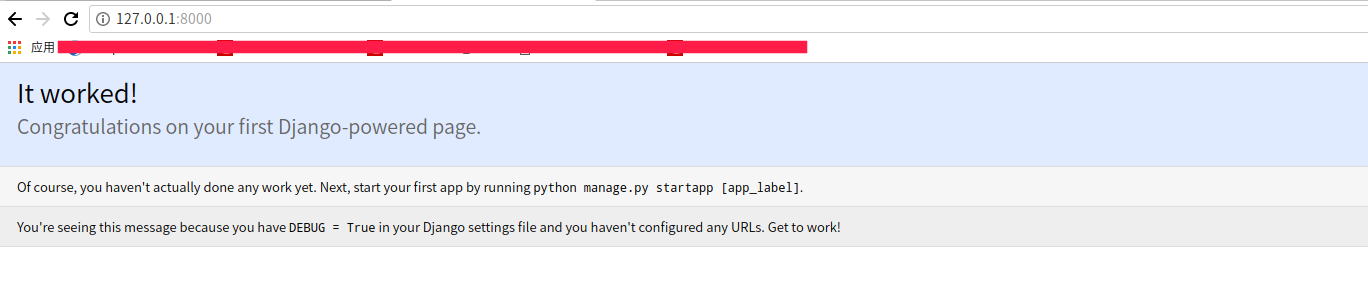 127.0.0.1:8000
应用
It worked!
Congratulations on your first Django-powered page.
Of course, you haven't actually done any work yet. Next, start your first app by running python manage.py startapp [app_label].
You're seeing this message because you have DEBUG = True in your Django settings file and you haven't configured any URLs. Get to work!